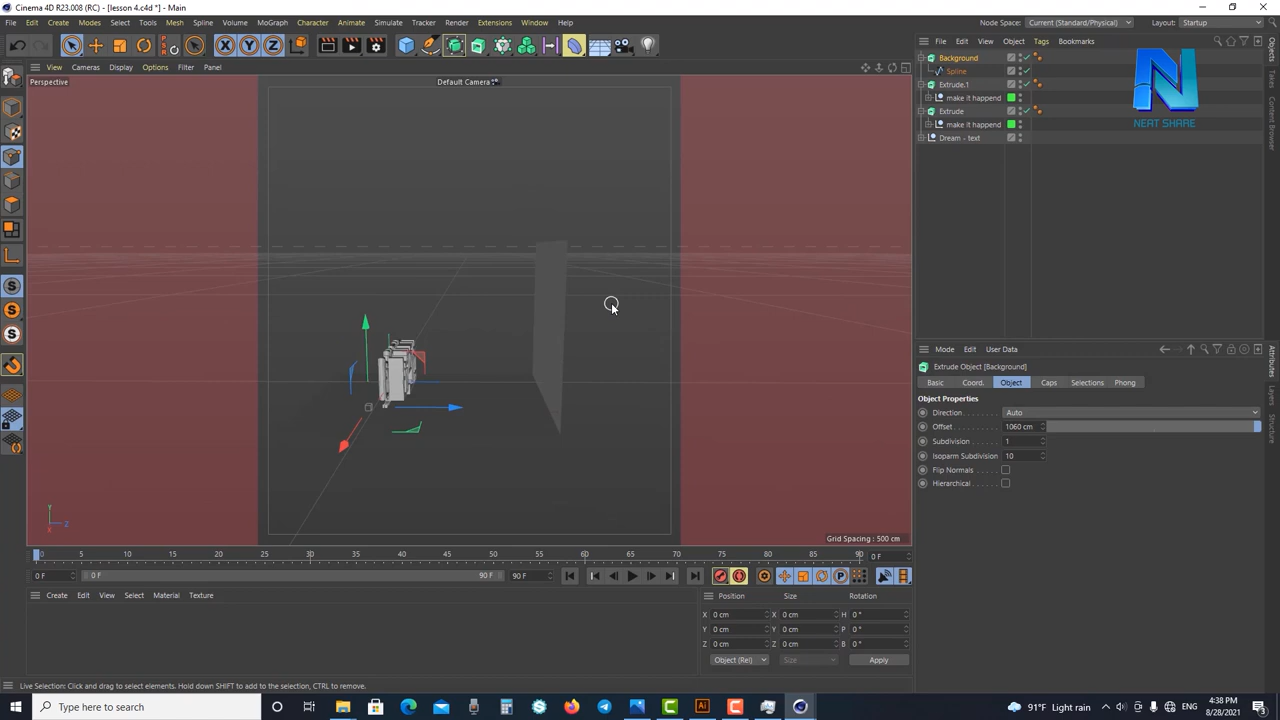 Cinema 4D R23.008 (RC) - [lesson 4.c4d *] - Main
File Edit Create Modes Select Tools Mesh Spline Volume MoGraph Character Animate Simulate Tracker Render Extensions Window Help
Node Space: Current (Standard/Physical) Layout: Startup
View Cameras Display Options Filter Panel
File Edit View Object Tags Bookmarks
Perspective
Default Camera
Background
Spline
Extrude.1
make it happend
Extrude
make it happend
Dream - text
NEAT SHARE
Objects
Takes
Content Browser
Mode Edit User Data
Extrude Object [Background]
Basic Coord. Object Caps Selections Phong
Object Properties
Direction Auto
Offset 1060 cm
Subdivision 1
Isoparm Subdivision 10
Flip Normals
Hierarchical
Attributes
Layers
Structure
Y
Z
X
Grid Spacing : 500 cm
0 5 10 15 20 25 30 35 40 45 50 55 60 65 70 75 80 85 90 0 F
0 F 0 F 90 F 90 F
Create Edit View Select Material Texture
Position Size Rotation
X 0 cm X 0 cm H 0 °
Y 0 cm Y 0 cm P 0 °
Z 0 cm Z 0 cm B 0 °
Object (Rel) Size Apply
Live Selection: Click and drag to select elements. Hold down SHIFT to add to the selection, CTRL to remove.
Type here to search
91°F Light rain
ENG
4:38 PM
8/28/2021